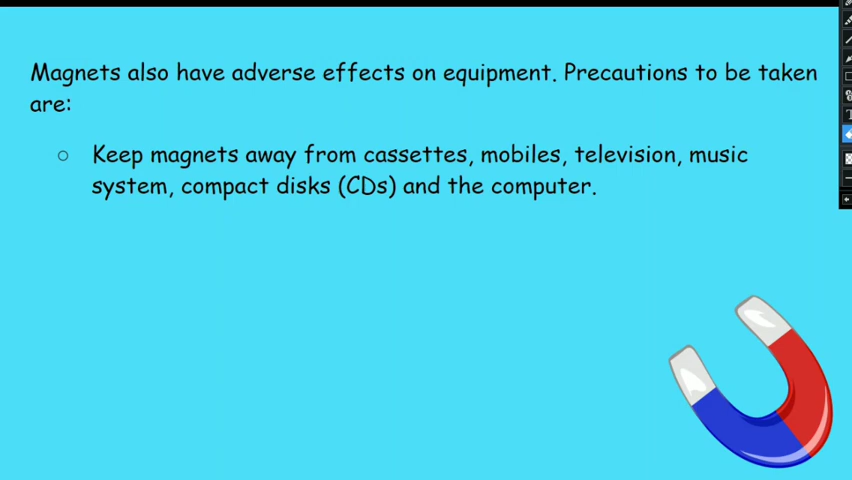 Magnets also have adverse effects on equipment. Precautions to be taken
are:
○ Keep magnets away from cassettes, mobiles, television, music
system, compact disks (CDs) and the computer.